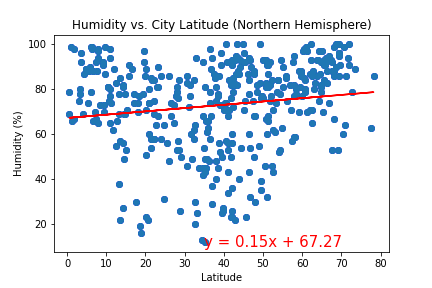 Humidity vs. City Latitude (Northern Hemisphere)
Humidity (%)
100
80
60
40
20
y = 0.15x + 67.27
0 10 20 30 40 50 60 70 80
Latitude